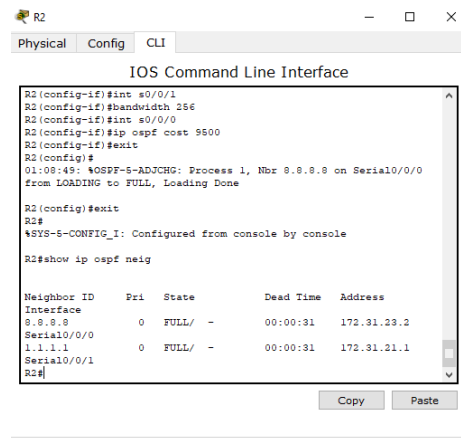 R2
Physical Config CLI
IOS Command Line Interface
R2(config-if)#int s0/0/1
R2(config-if)#bandwidth 256
R2(config-if)#int s0/0/0
R2(config-if)#ip ospf cost 9500
R2(config-if)#exit
R2(config)#
01:08:49: %OSPF-5-ADJCHG: Process 1, Nbr 8.8.8.8 on Serial0/0/0
from LOADING to FULL, Loading Done
R2(config)#exit
R2#
%SYS-5-CONFIG_I: Configured from console by console
R2#show ip ospf neig
Neighbor ID Pri State Dead Time Address
Interface
8.8.8.8 0 FULL/ - 00:00:31 172.31.23.2
Serial0/0/0
1.1.1.1 0 FULL/ - 00:00:31 172.31.21.1
Serial0/0/1
R2#
Copy Paste